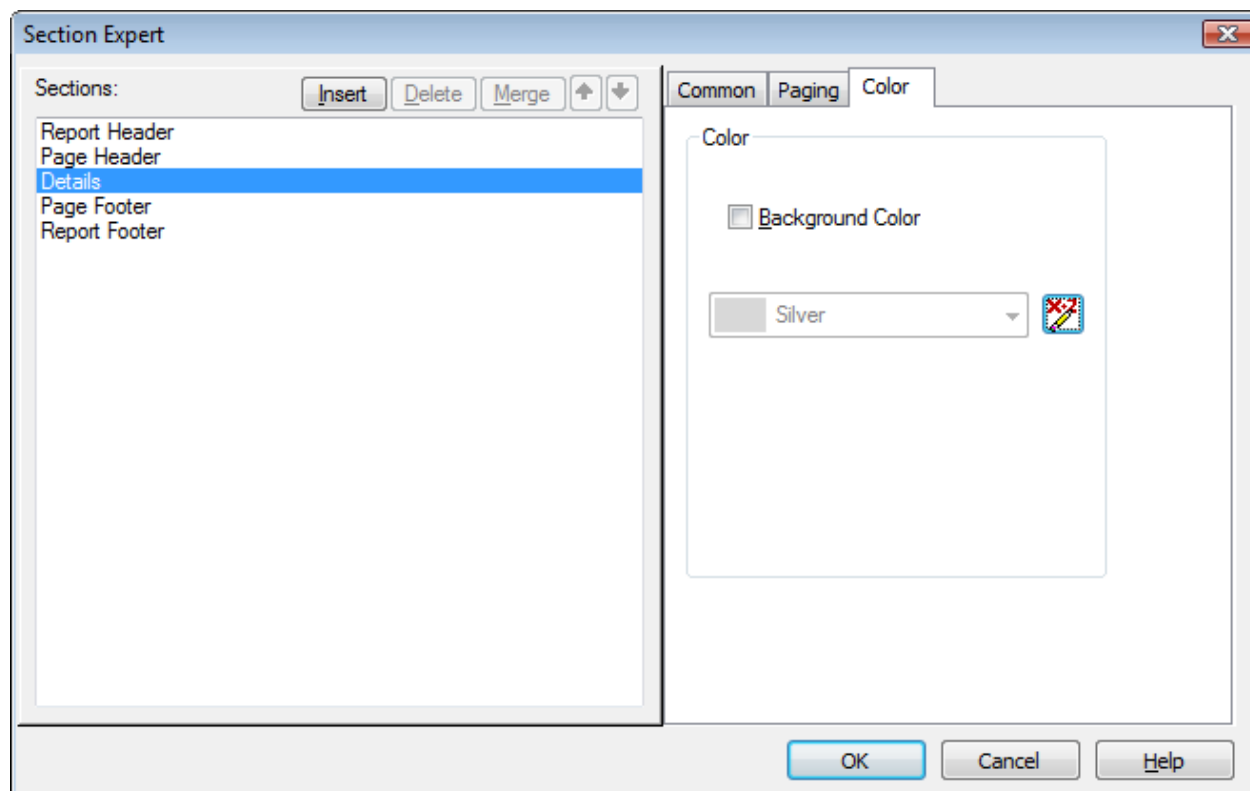 Section Expert
Sections:
Insert Delete Merge
Report Header
Page Header
Details
Page Footer
Report Footer
Common Paging Color
Color
Background Color
Silver
X+2
OK Cancel Help